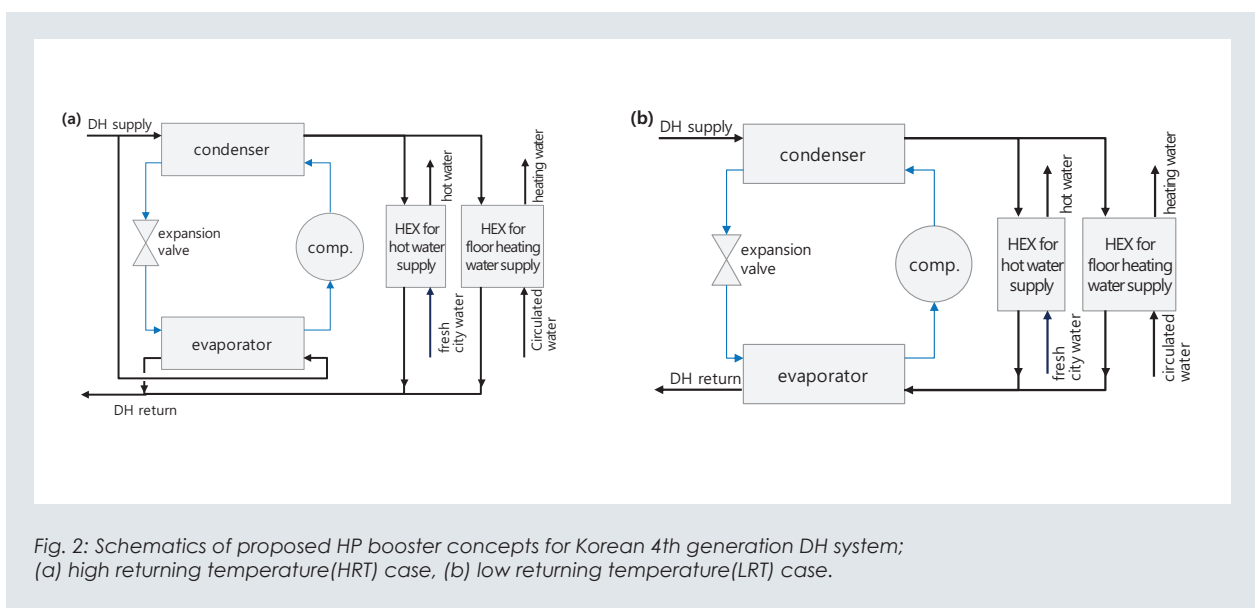 (a)
DH supply
condenser
expansion
valve
comp.
evaporator
DH return
hot water
heating water
HEX for
hot water
supply
HEX for
floor heating
water supply
fresh
city water
Circulated
water
(b)
DH supply
condenser
expansion
valve
comp.
evaporator
DH return
hot water
heating water
HEX for
hot water
supply
HEX for
floor heating
water supply
fresh
city water
circulated
water
Fig. 2: Schematics of proposed HP booster concepts for Korean 4th generation DH system;
(a) high returning temperature(HRT) case, (b) low returning temperature(LRT) case.